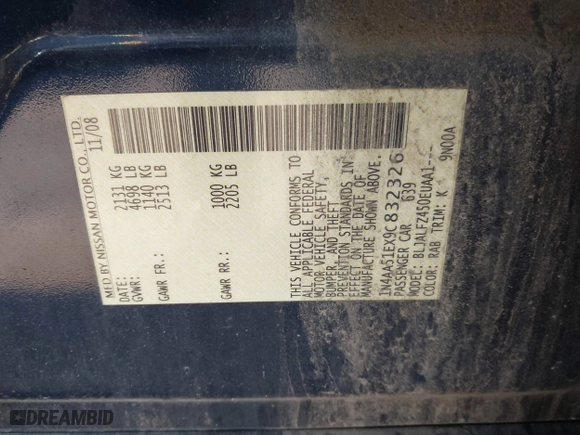 MFD BY NISSAN MOTOR CO., LTD.
11/08
GVWR: 2131 KG
4698 LB
GAWR FR.: 1140 KG
2513 LB
GAWR RR.: 1000 KG
2205 LB
THIS VEHICLE CONFORMS TO
ALL APPLICABLE FEDERAL
MOTOR VEHICLE SAFETY,
BUMPER, AND THEFT
PREVENTION STANDARDS IN
EFFECT ON THE DATE OF
MANUFACTURE SHOWN ABOVE.
1N4AA51EX9C832326
PASSENGER CAR 639
MODEL: BLJALFZ450EUAA1---
COLOR: RAB TRIM: K 9N00A
DREAMBID